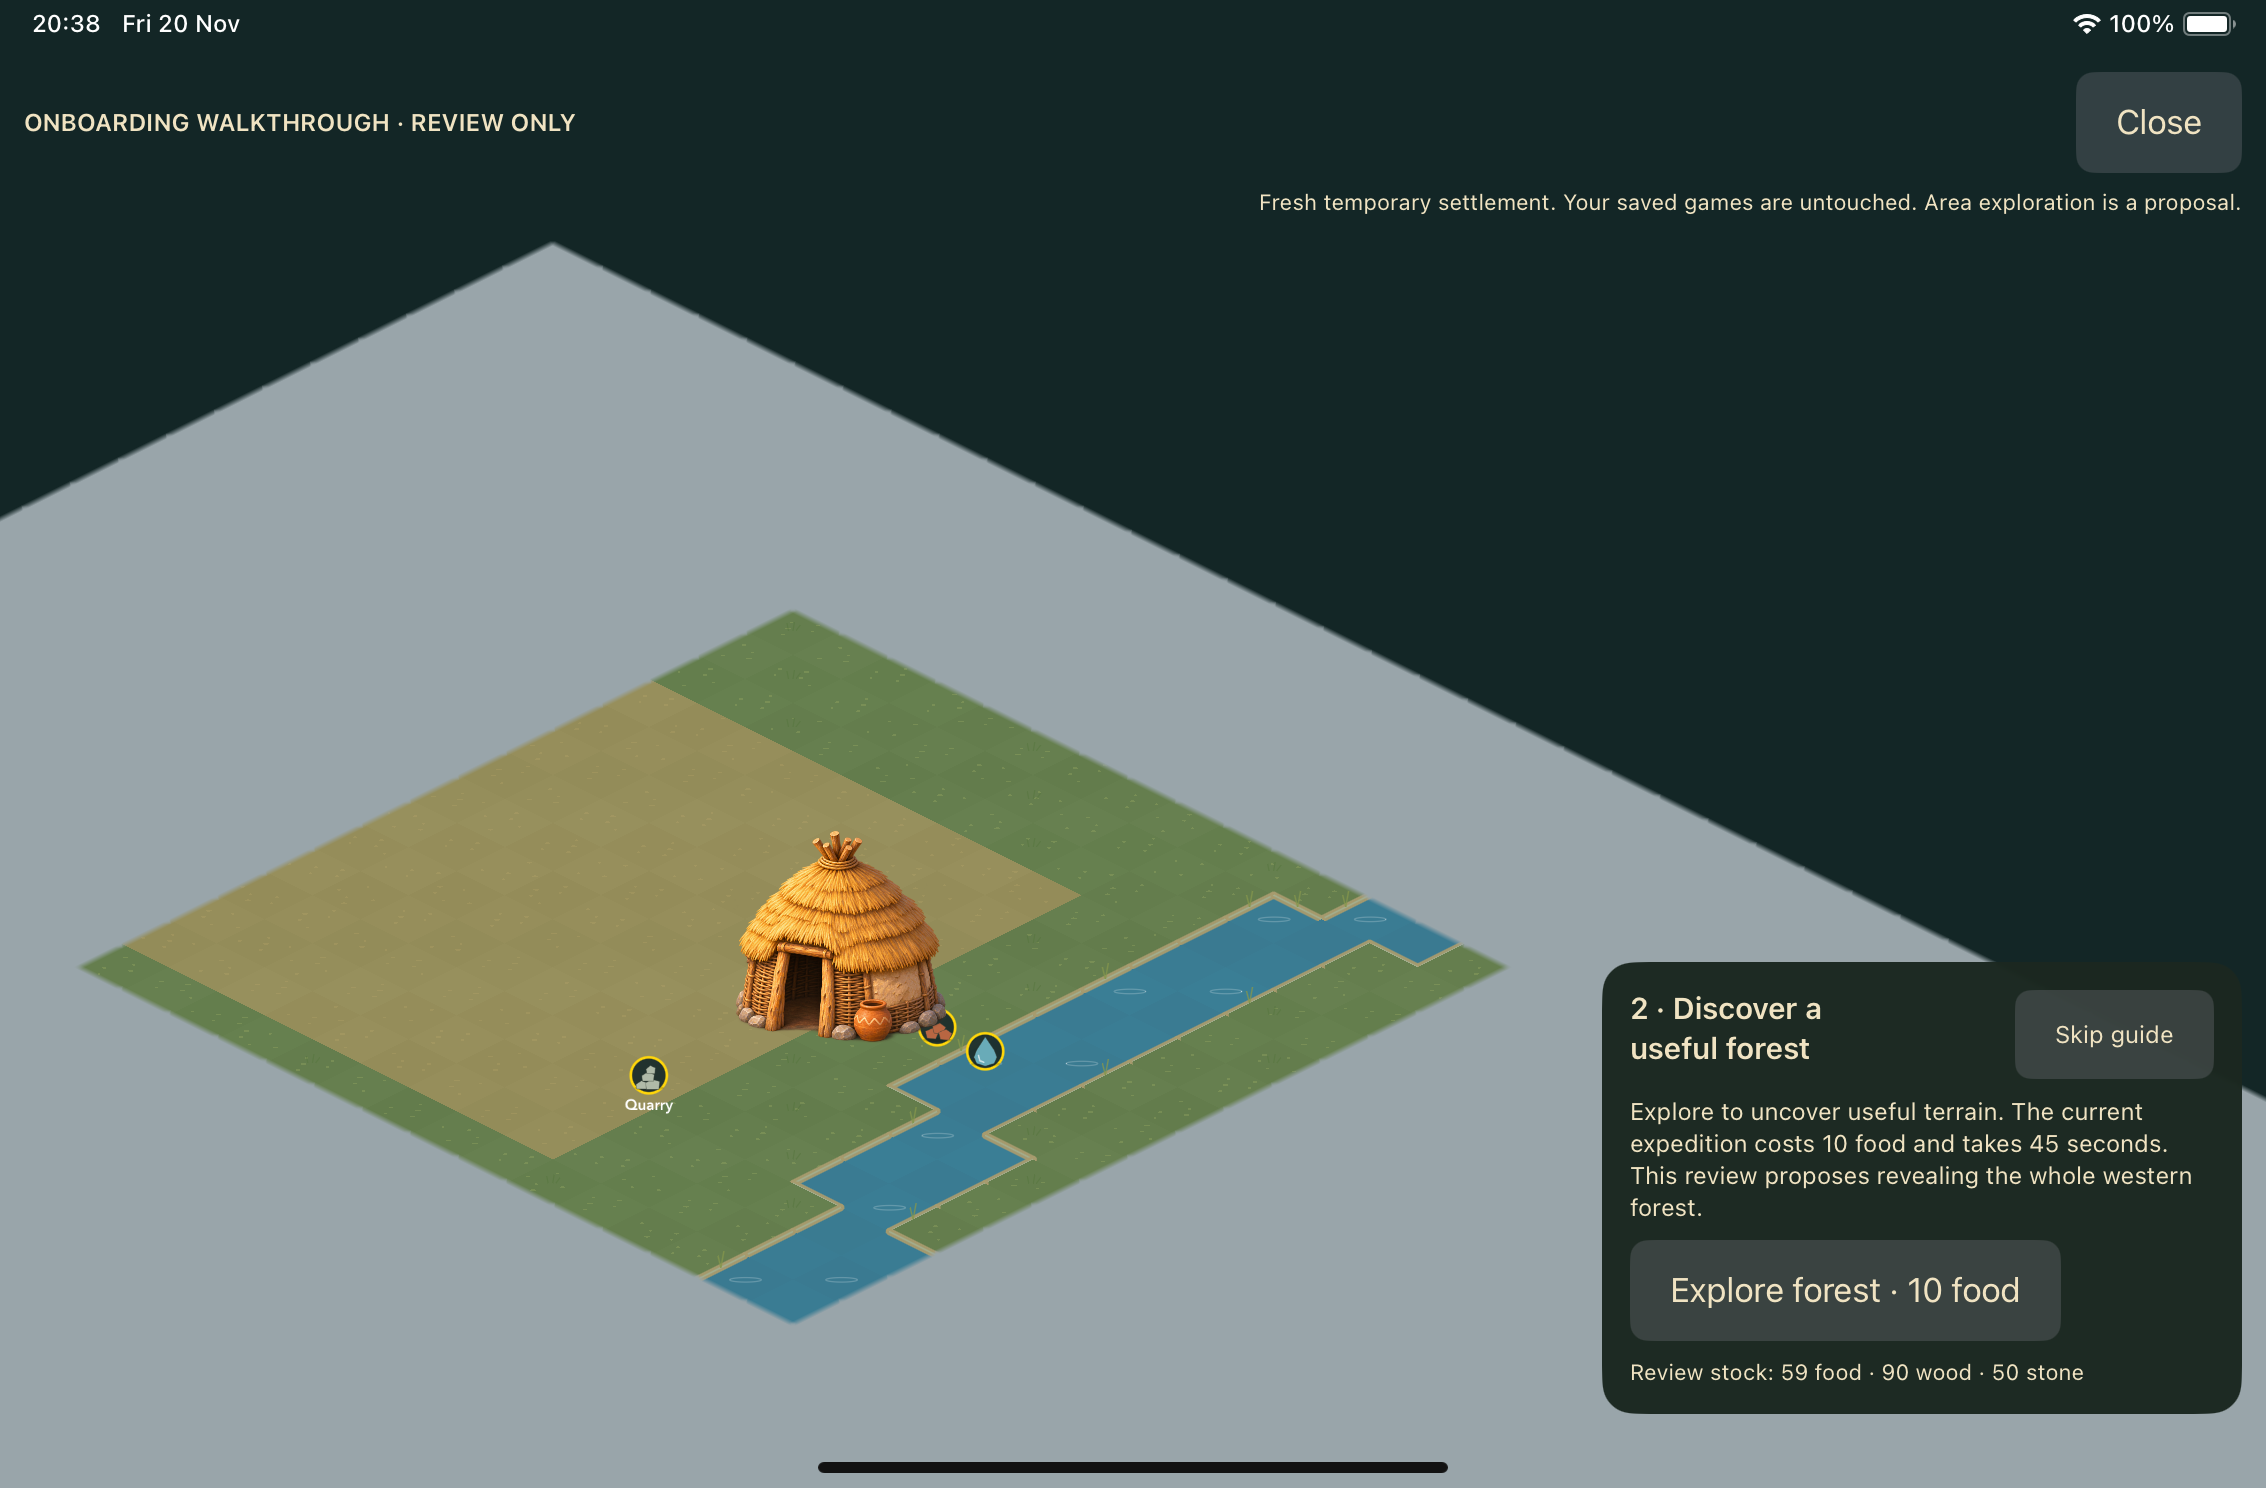 20:38 Fri 20 Nov
100%
ONBOARDING WALKTHROUGH · REVIEW ONLY
Close
Fresh temporary settlement. Your saved games are untouched. Area exploration is a proposal.
Quarry
2 · Discover a
useful forest
Skip guide
Explore to uncover useful terrain. The current
expedition costs 10 food and takes 45 seconds.
This review proposes revealing the whole western
forest.
Explore forest · 10 food
Review stock: 59 food · 90 wood · 50 stone